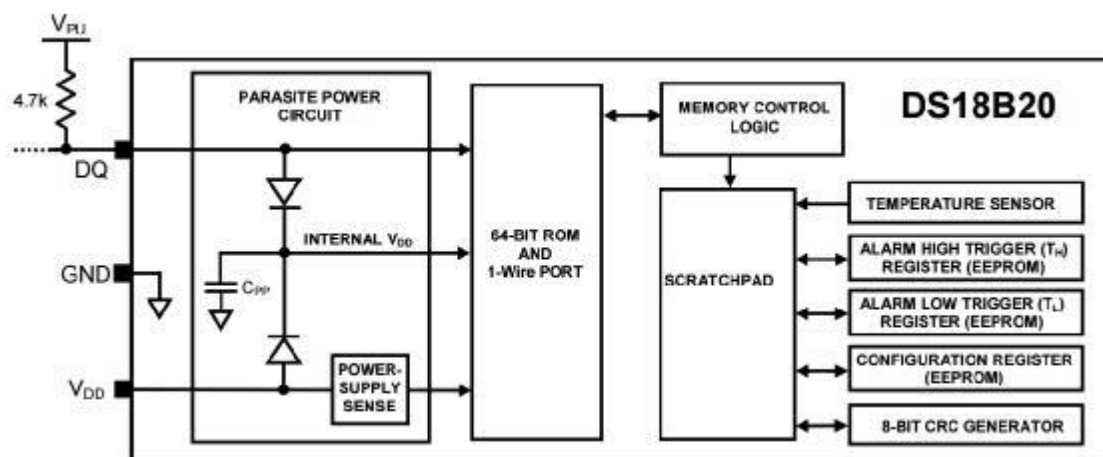 V_PU
4.7k
DQ
GND
V_DD
PARASITE POWER
CIRCUIT
INTERNAL V_DD
C_PP
POWER-
SUPPLY
SENSE
64-BIT ROM
AND
1-Wire PORT
MEMORY CONTROL
LOGIC
DS18B20
SCRATCHPAD
TEMPERATURE SENSOR
ALARM HIGH TRIGGER (T_H)
REGISTER (EEPROM)
ALARM LOW TRIGGER (T_L)
REGISTER (EEPROM)
CONFIGURATION REGISTER
(EEPROM)
8-BIT CRC GENERATOR